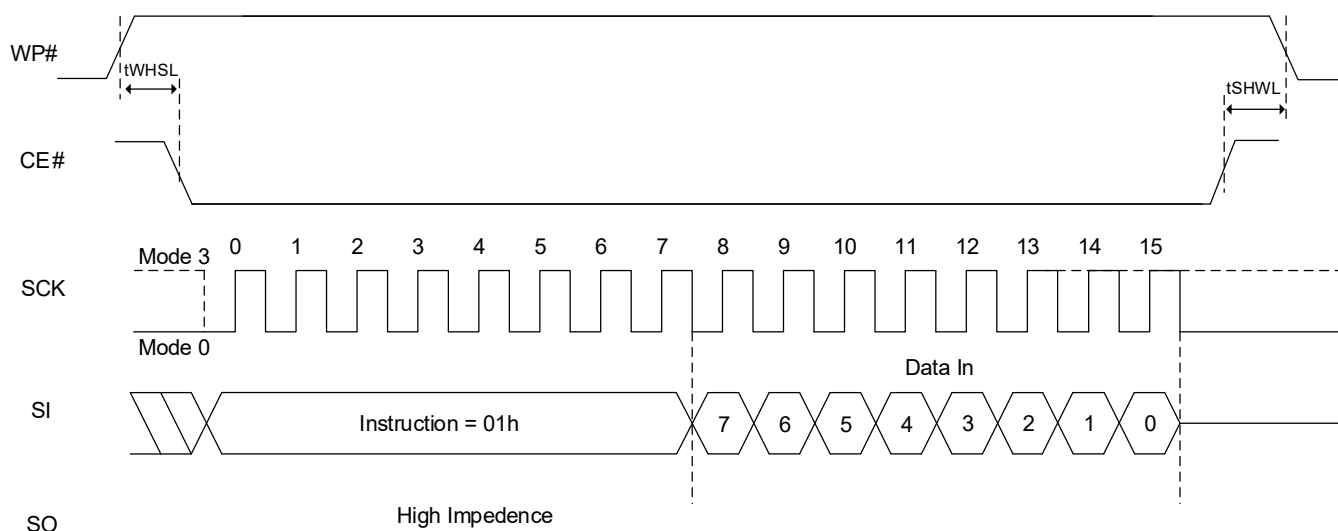 WP#
tWHSL
tSHWL
CE#
0 1 2 3 4 5 6 7 8 9 10 11 12 13 14 15
Mode 3
SCK
Mode 0
Data In
SI
Instruction = 01h
7 6 5 4 3 2 1 0
High Impedence
SO